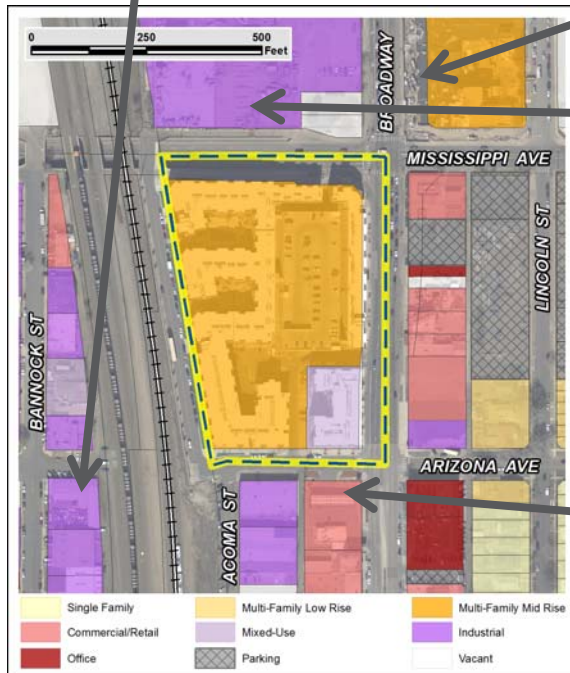 0 250 500
Feet
BROADWAY
MISSISSIPPI AVE
LINCOLN ST
BANNOCK ST
ARIZONA AVE
ACOMA ST
Single Family
Multi-Family Low Rise
Multi-Family Mid Rise
Commercial/Retail
Mixed-Use
Industrial
Office
Parking
Vacant